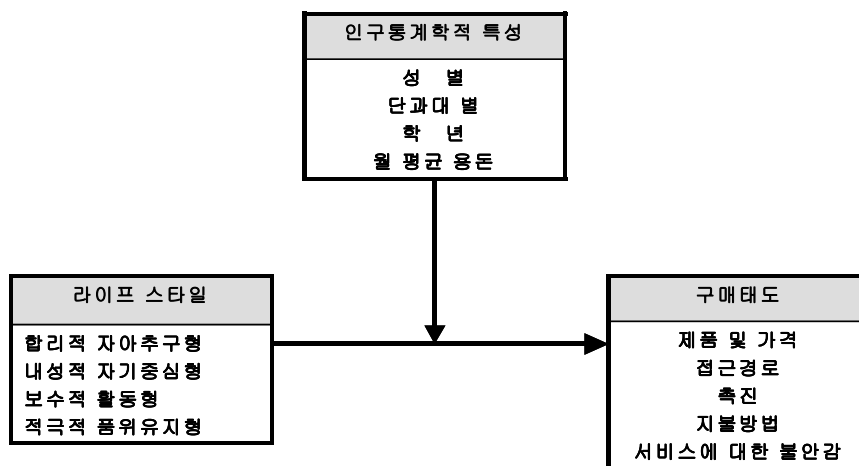 인구통계학적 특성
성 별
단과대 별
학 년
월 평균 용돈
라이프 스타일
합리적 자아추구형
내성적 자기중심형
보수적 활동형
적극적 품위유지형
구매태도
제품 및 가격
접근경로
촉진
지불방법
서비스에 대한 불안감